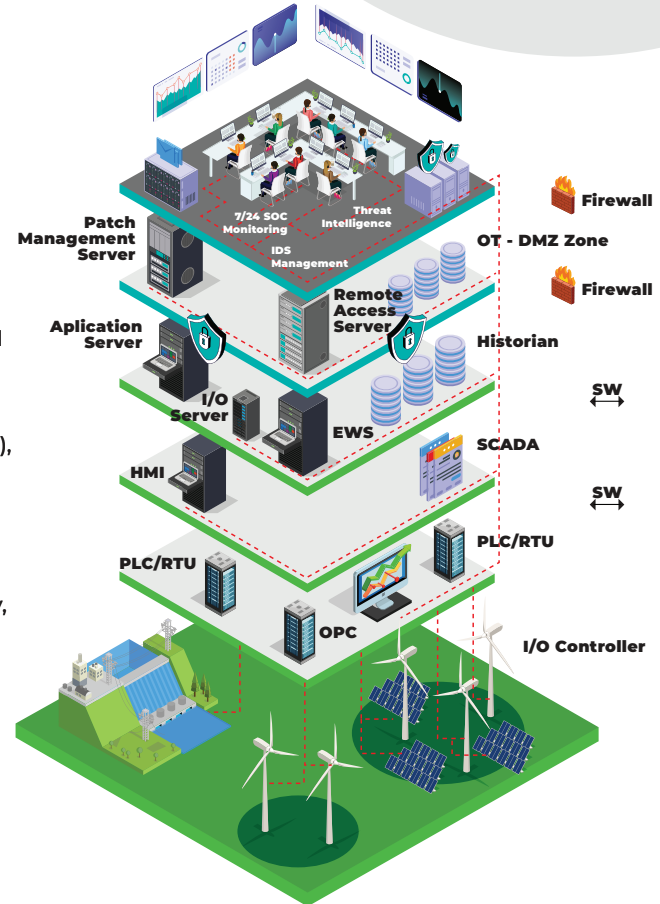 7/24 SOC
Monitoring
Threat
Intelligence
IDS
Management
Firewall
Patch
Management
Server
OT - DMZ Zone
Firewall
Remote
Access
Server
Aplication
Server
Historian
I/O
Server
EWS
SW
),
HMI
SCADA
SW
PLC/RTU
PLC/RTU
OPC
,
I/O Controller